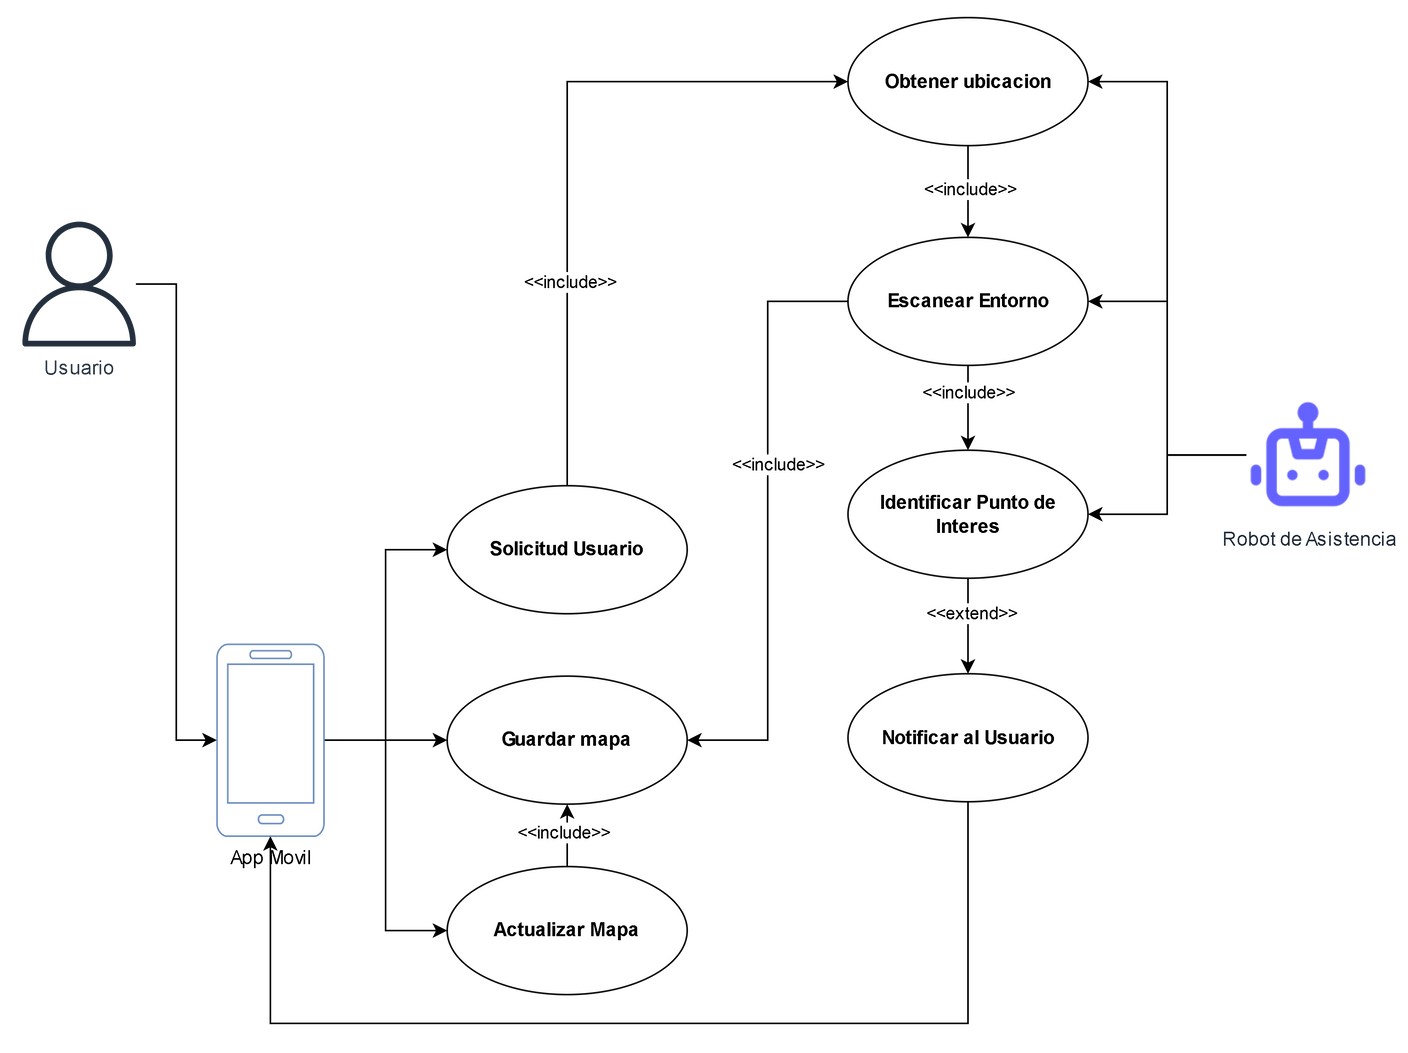 Obtener ubicacion
<<include>>
<<include>>
Escanear Entorno
Usuario
<<include>>
<<include>>
Identificar Punto de
Interes
Robot de Asistencia
Solicitud Usuario
<<extend>>
Guardar mapa
Notificar al Usuario
<<include>>
App Movil
Actualizar Mapa